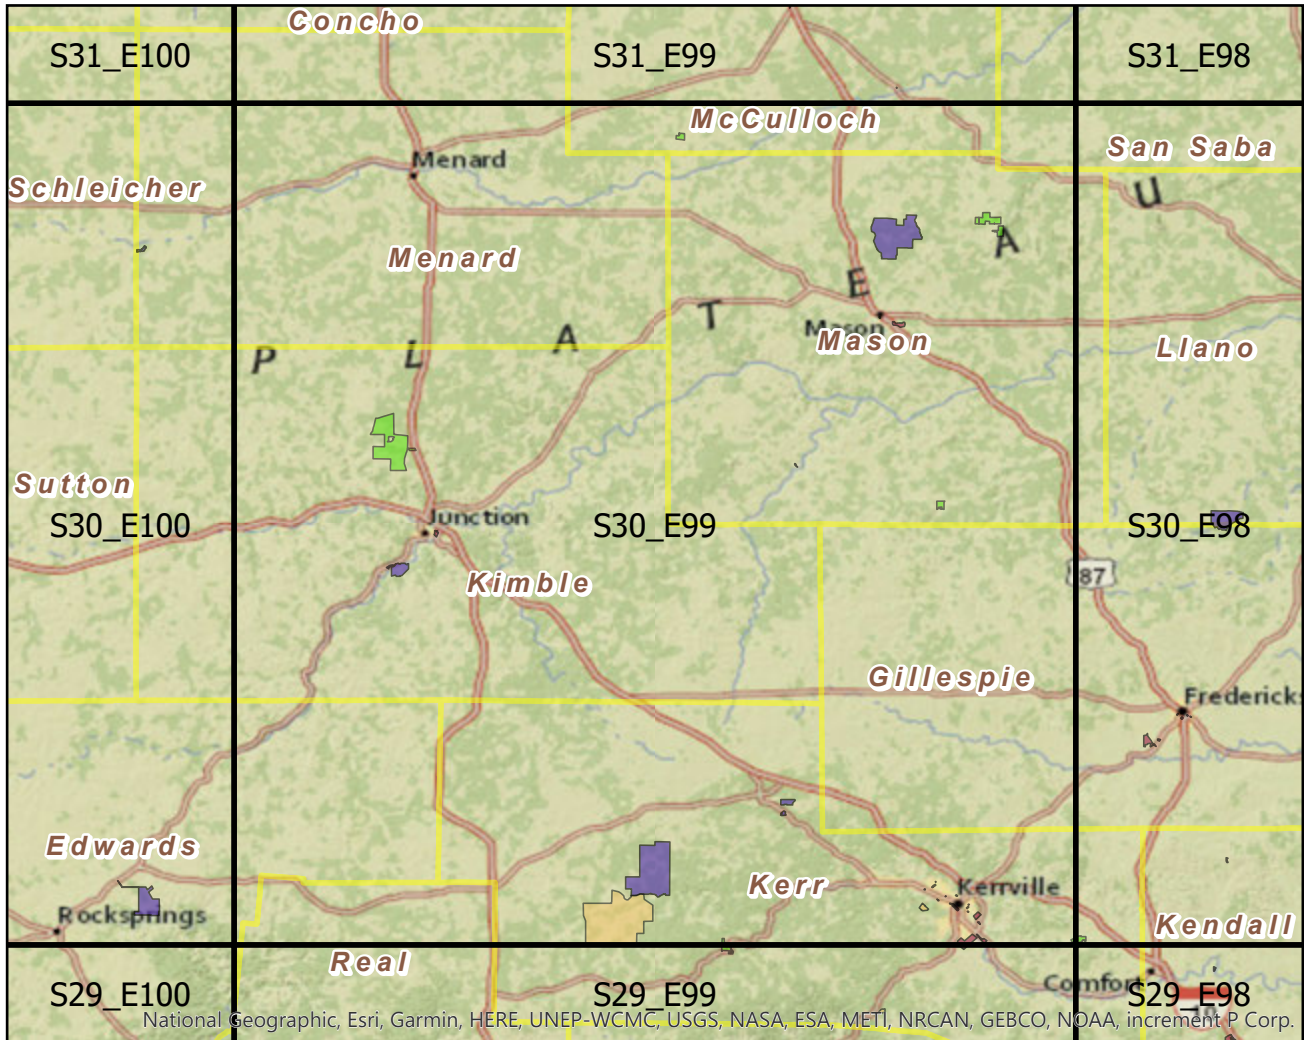 Concho
S31_E100
S31_E99
S31_E98
McCulloch
San Saba
Menard
Schleicher
U
A
Menard
E
T
A
L
P
Mason
Mason
Llano
Sutton
Junction
S30_E100
S30_E99
S30_E98
87
Kimble
Gillespie
Fredericks
Edwards
Kerr
Kerrville
Rocksprings
Kendall
Real
Comfort
S29_E100
S29_E99
S29_E98
National Geographic, Esri, Garmin, HERE, UNEP-WCMC, USGS, NASA, ESA, METI, NRCAN, GEBCO, NOAA, increment P Corp.